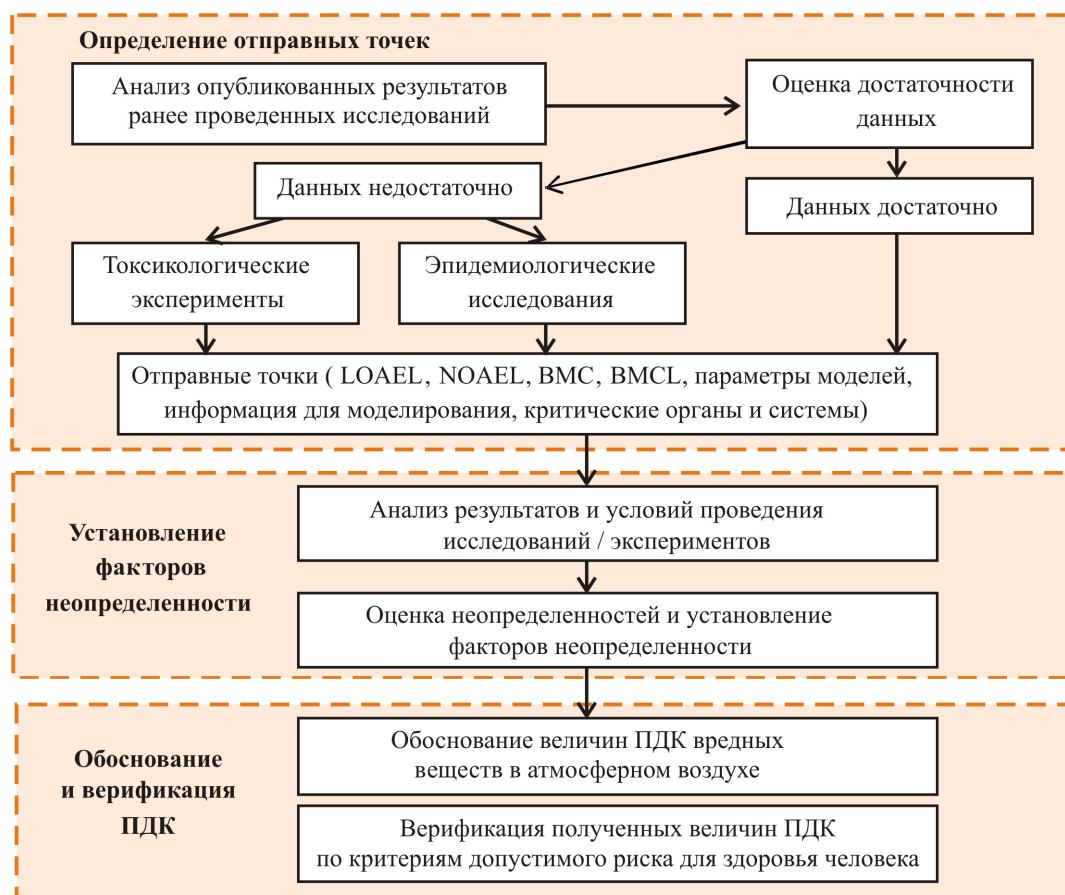 Определение отправных точек
Анализ опубликованных результатов
ранее проведенных исследований
Оценка достаточности
данных
Данных недостаточно
Данных достаточно
Токсикологические
эксперименты
Эпидемиологические
исследования
Отправные точки ( LOAEL, NOAEL, BMC, BMCL, параметры моделей,
информация для моделирования, критические органы и системы)
Установление
факторов
неопределенности
Анализ результатов и условий проведения
исследований / экспериментов
Оценка неопределенностей и установление
факторов неопределенности
Обоснование
и верификация
ПДК
Обоснование величин ПДК вредных
веществ в атмосферном воздухе
Верификация полученных величин ПДК
по критериям допустимого риска для здоровья человека